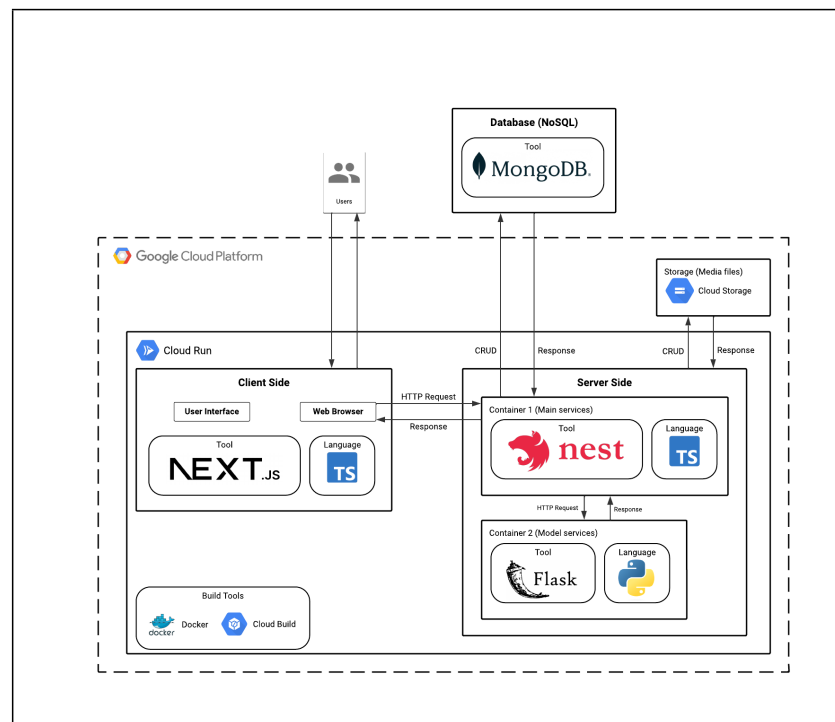 Database (NoSQL)
Tool
MongoDB.
Users
Google Cloud Platform
Storage (Media files)
Cloud Storage
Cloud Run
CRUD
Response
CRUD
Response
Client Side
User Interface
Web Browser
Tool
NEXT.JS
Language
TS
HTTP Request
Response
Server Side
Container 1 (Main services)
Tool
nest
Language
TS
HTTP Request
Response
Container 2 (Model services)
Tool
Flask
Language
Build Tools
docker
Docker
Cloud Build